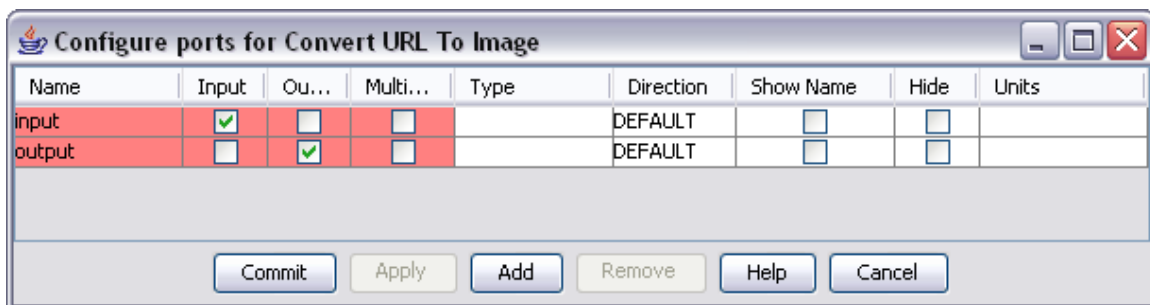 Configure ports for Convert URL To Image
Name Input Ou... Multi... Type Direction Show Name Hide Units
input DEFAULT
output DEFAULT
Commit Apply Add Remove Help Cancel